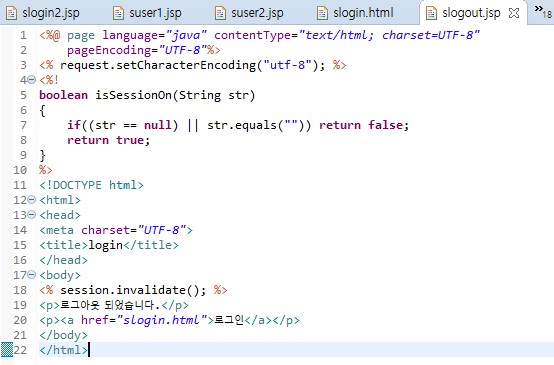 slogin2.jsp suser1.jsp suser2.jsp slogin.html slogout.jsp »18
1 <%@ page language="java" contentType="text/html; charset=UTF-8"
2 pageEncoding="UTF-8"%>
3 <% request.setCharacterEncoding("utf-8"); %>
4 <%!
5 boolean isSessionOn(String str)
6 {
7 if((str == null) || str.equals("")) return false;
8 return true;
9 }
10 %>
11 <!DOCTYPE html>
12 <html>
13 <head>
14 <meta charset="UTF-8">
15 <title>login</title>
16 </head>
17 <body>
18 <% session.invalidate(); %>
19 <p>로그아웃 되었습니다.</p>
20 <p><a href="slogin.html">로그인</a></p>
21 </body>
22 </html>